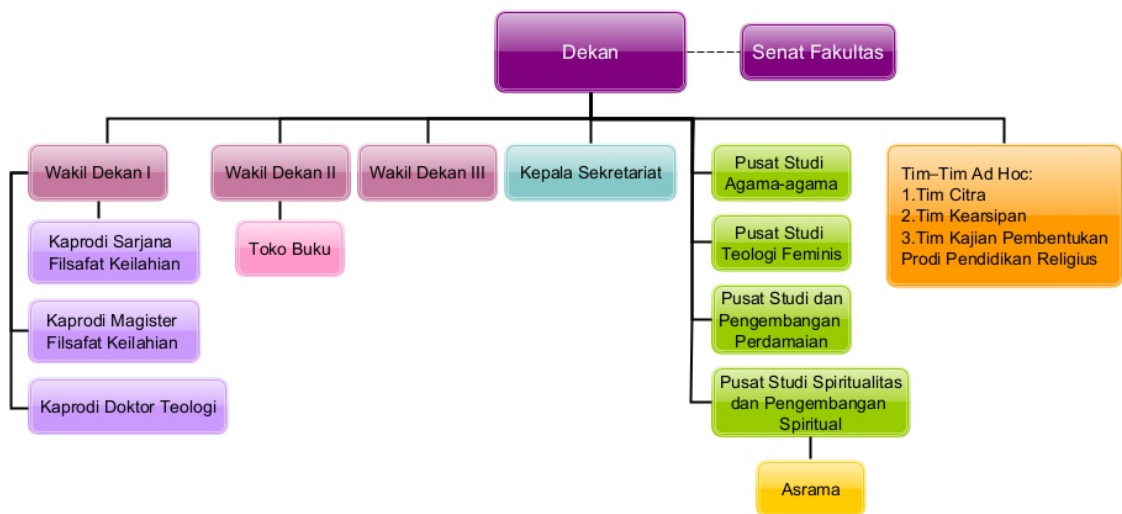 Dekan
Senat Fakultas
Wakil Dekan I
Wakil Dekan II
Wakil Dekan III
Kepala Sekretariat
Pusat Studi
Agama-agama
Tim–Tim Ad Hoc:
1.Tim Citra
2.Tim Kearsipan
3.Tim Kajian Pembentukan
Prodi Pendidikan Religius
Kaprodi Sarjana
Filsafat Keilahian
Toko Buku
Pusat Studi
Teologi Feminis
Kaprodi Magister
Filsafat Keilahian
Pusat Studi dan
Pengembangan
Perdamaian
Kaprodi Doktor Teologi
Pusat Studi Spiritualitas
dan Pengembangan
Spiritual
Asrama